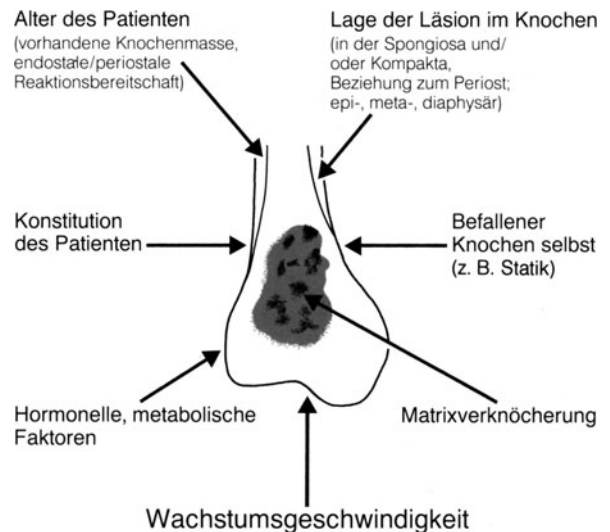 Alter des Patienten
(vorhandene Knochenmasse,
endostale/periostale
Reaktionsbereitschaft)
Lage der Läsion im Knochen
(in der Spongiosa und/
oder Kompakta,
Beziehung zum Periost;
epi-, meta-, diaphysär)
Konstitution
des Patienten
Befallener
Knochen selbst
(z. B. Statik)
Hormonelle, metabolische
Faktoren
Matrixverknöcherung
Wachstumsgeschwindigkeit